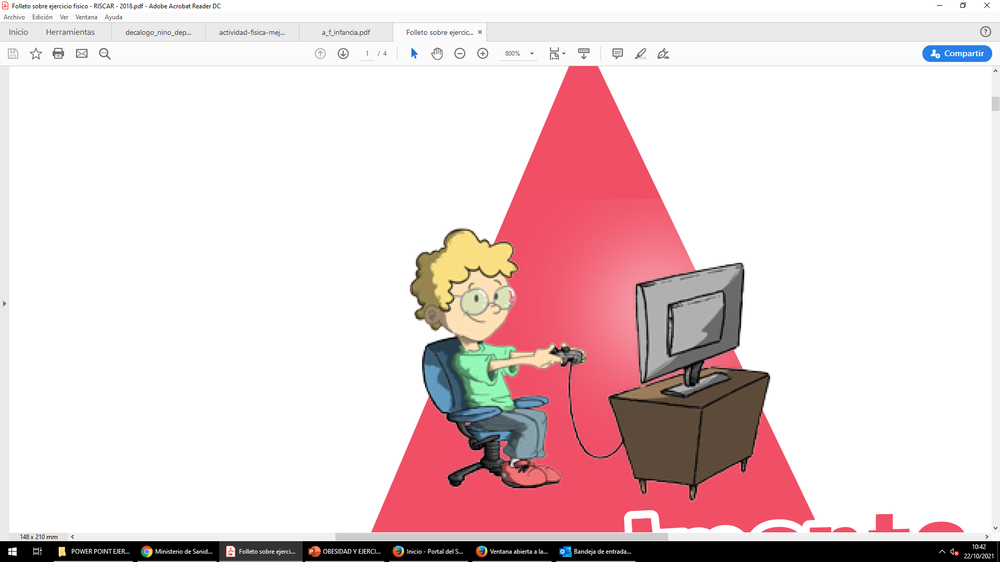 Folleto sobre ejercicio fisico - RISCAR - 2018.pdf - Adobe Acrobat Reader DC
Archivo Edición Ver Ventana Ayuda
Inicio Herramientas decalogo_nino_dep... actividad-fisica-mej... a_f_infancia.pdf Folleto sobre ejercic... ×
1 / 4 800% Compartir
148 x 210 mm
POWER POINT EJER... Ministerio de Sanid... Folleto sobre ejerci... OBESIDAD Y EJERCI... Inicio - Portal del S... Ventana abierta a la... Bandeja de entrada...
10:42
22/10/2021